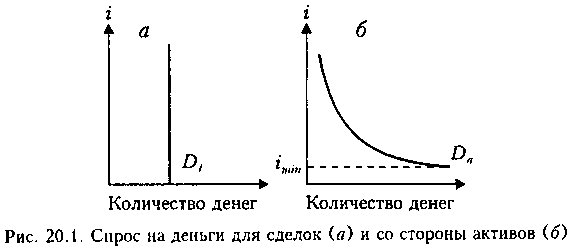 i а
i б
D_t
i_min D_a
Количество денег Количество денег
Рис. 20.1. Спрос на деньги для сделок (а) и со стороны активов (б)